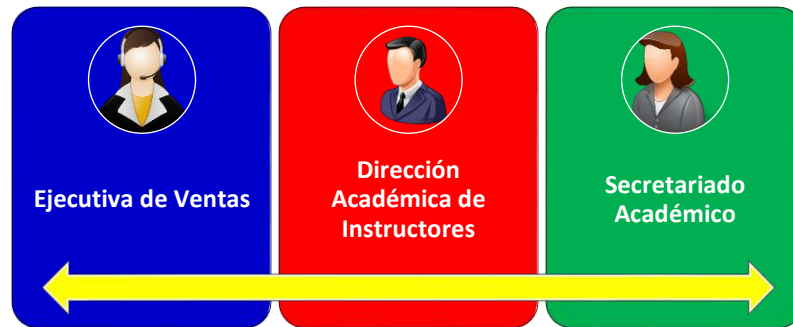 Ejecutiva de Ventas
Dirección
Académica de
Instructores
Secretariado
Académico